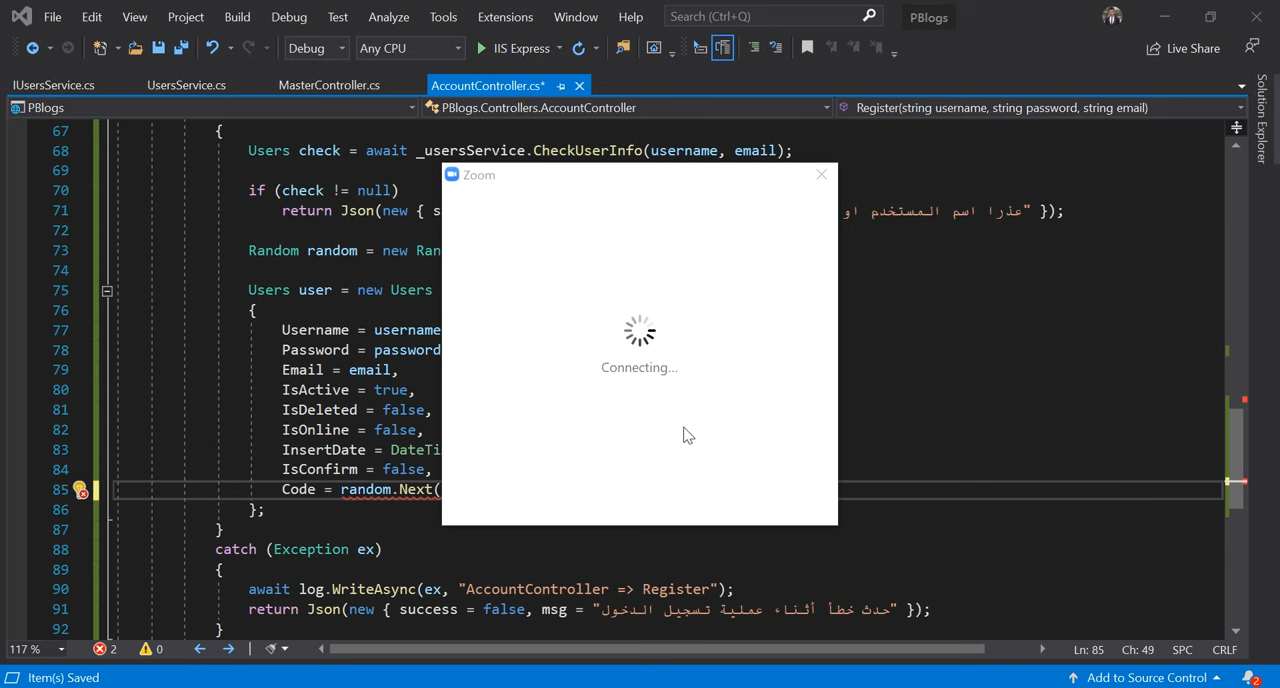 File Edit View Project Build Debug Test Analyze Tools Extensions Window Help Search (Ctrl+Q) PBlogs
Debug Any CPU IIS Express Live Share
IUsersService.cs UsersService.cs MasterController.cs AccountController.cs*
PBlogs PBlogs.Controllers.AccountController Register(string username, string password, string email)
Solution Explorer
67 {
68 Users check = await _usersService.CheckUserInfo(username, email);
69
70 if (check != null)
71 return Json(new { s عذرا اسم المستخدم او" });
72
73 Random random = new Ran
74
75 Users user = new Users
76 {
77 Username = username
78 Password = password
79 Email = email,
80 IsActive = true,
81 IsDeleted = false,
82 IsOnline = false,
83 InsertDate = DateTi
84 IsConfirm = false,
85 Code = random.Next(
86 };
87 }
88 catch (Exception ex)
89 {
90 await log.WriteAsync(ex, "AccountController => Register");
91 return Json(new { success = false, msg = "حدث خطأ أثناء عملية تسجيل الدخول" });
92 }
Zoom
Connecting...
117 % 2 0 Ln: 85 Ch: 49 SPC CRLF
Item(s) Saved Add to Source Control 2